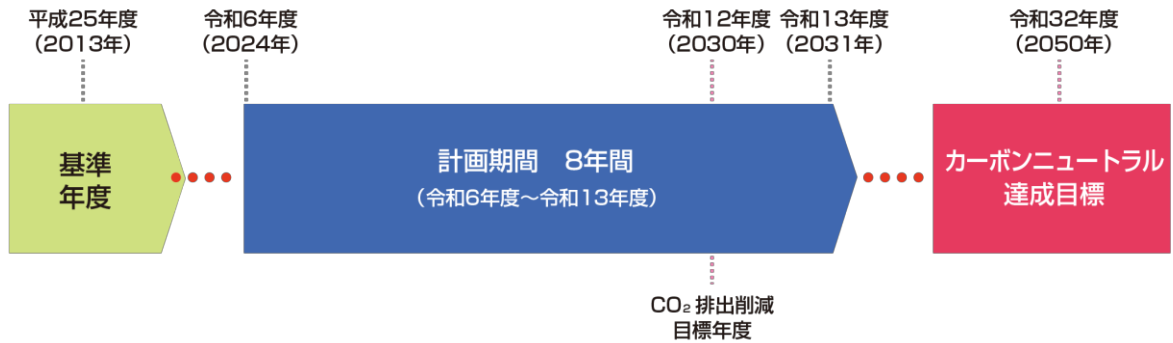 平成25年度
（2013年）
令和6年度
（2024年）
令和12年度
（2030年）
令和13年度
（2031年）
令和32年度
（2050年）
基準
年度
計画期間　8年間
（令和6年度～令和13年度）
カーボンニュートラル
達成目標
CO₂ 排出削減
目標年度